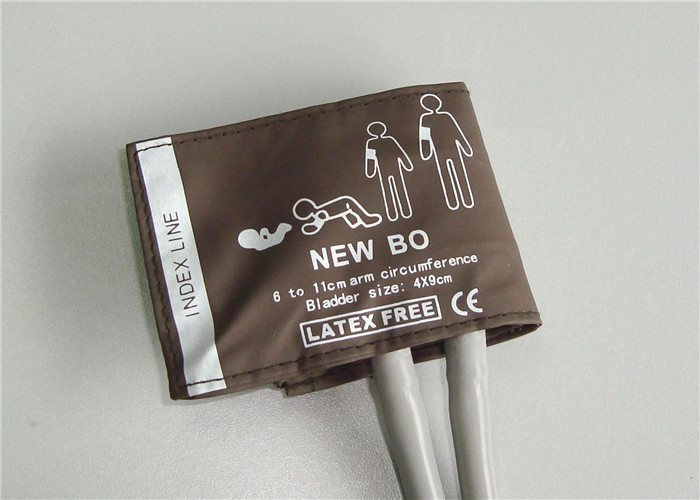 INDEX LINE
NEW BO
6 to 11cm arm circumference
Bladder size: 4X9cm
LATEX FREE CE